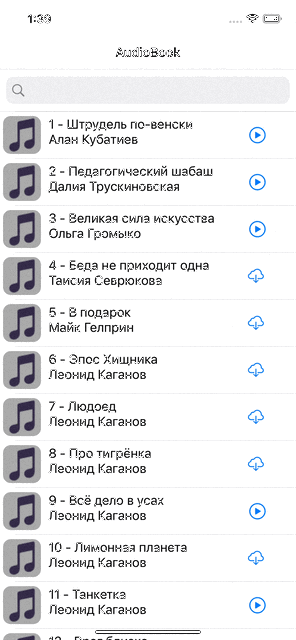 1:39
AudioBook
1 - Штрудель по-венски
Алан Кубатиев
2 - Педагогический шабаш
Далия Трускиновская
3 - Великая сила искусства
Ольга Громыко
4 - Беда не приходит одна
Таисия Севрюкова
5 - В подарок
Майк Гелприн
6 - Эпос Хищника
Леонид Каганов
7 - Людоед
Леонид Каганов
8 - Про тигрёнка
Леонид Каганов
9 - Всё дело в усах
Леонид Каганов
10 - Лимонная планета
Леонид Каганов
11 - Танкетка
Леонид Каганов